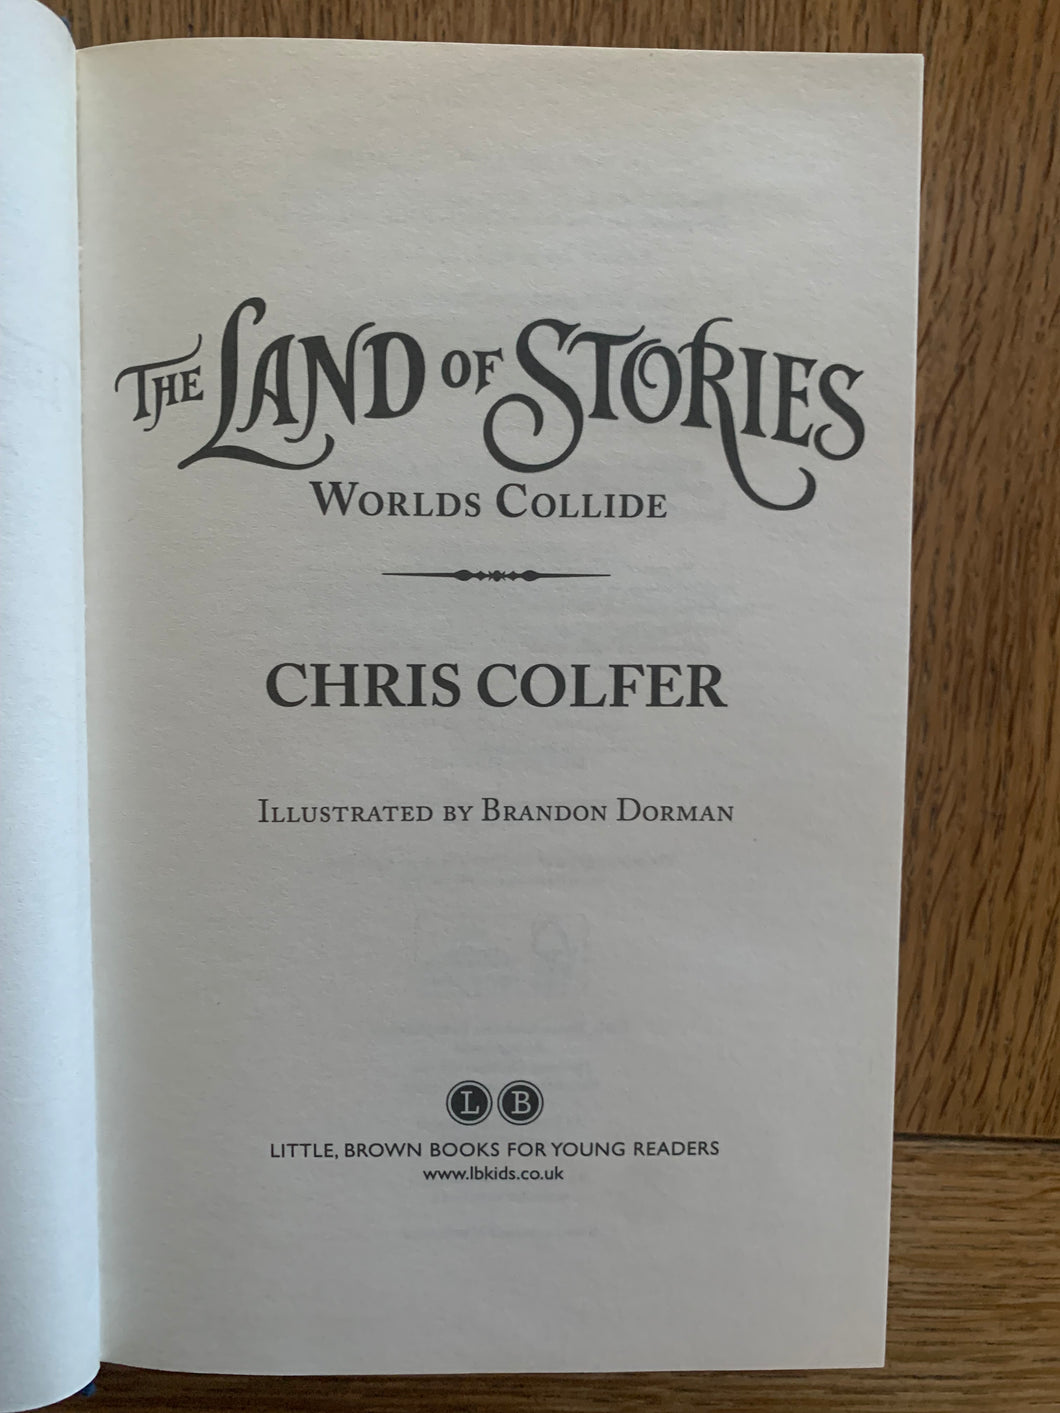 THE LAND OF STORIES
WORLDS COLLIDE
CHRIS COLFER
ILLUSTRATED BY BRANDON DORMAN
L B
LITTLE, BROWN BOOKS FOR YOUNG READERS
www.lbkids.co.uk